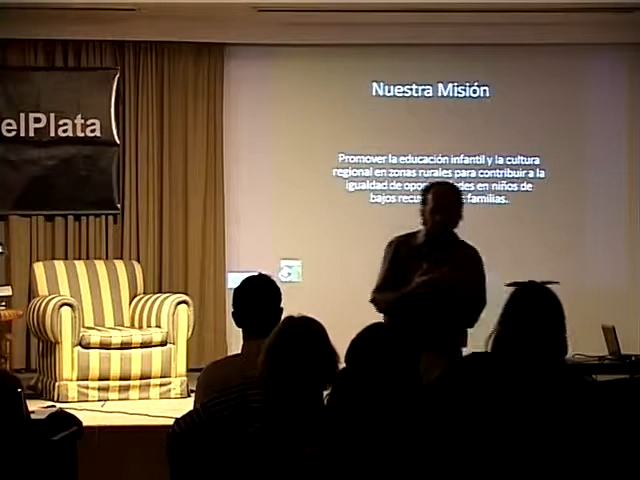 elPlata
Nuestra Misión
Promover la educación infantil y la cultura
regional en zonas rurales para contribuir a la
igualdad de des en niños de
bajos familias.